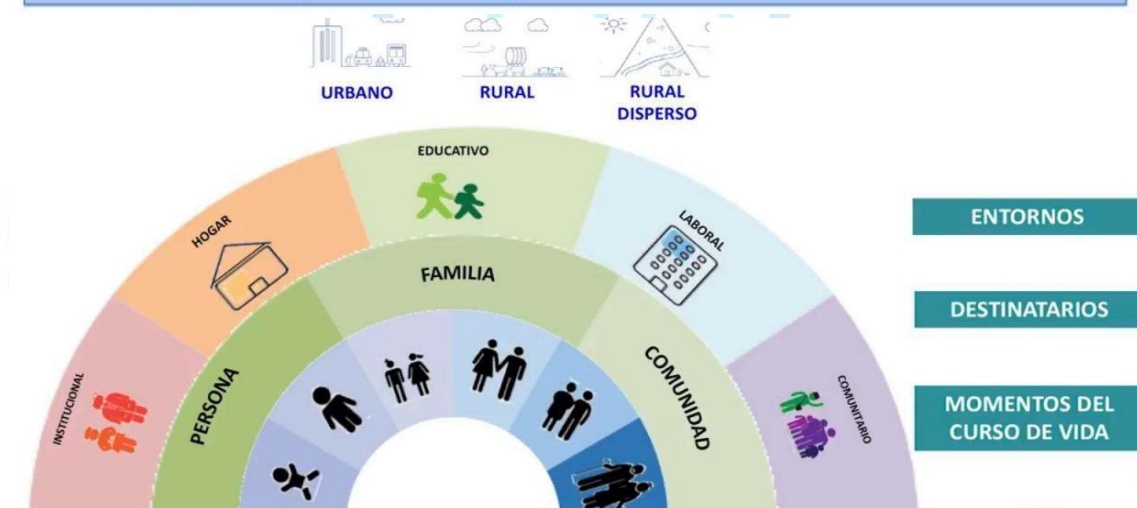 URBANO
RURAL
RURAL
DISPERSO
EDUCATIVO
HOGAR
LABORAL
ENTORNOS
FAMILIA
DESTINATARIOS
INSTITUCIONAL
PERSONA
COMUNIDAD
COMUNITARIO
MOMENTOS DEL
CURSO DE VIDA